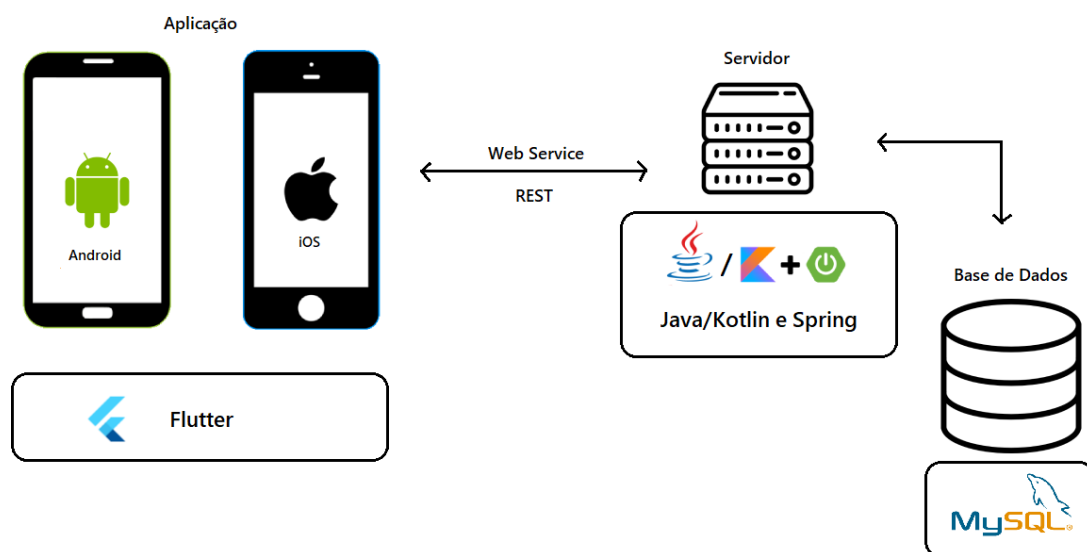 Aplicação
Android
iOS
Flutter
Web Service
REST
Servidor
/ +
Java/Kotlin e Spring
Base de Dados
MySQL®